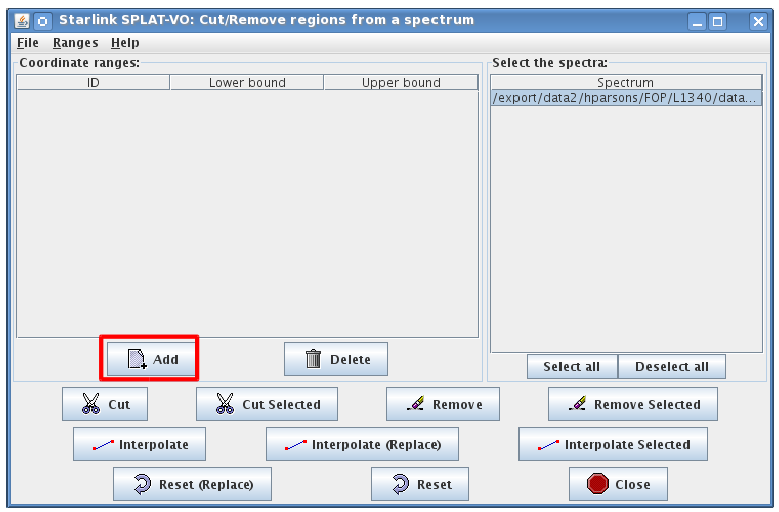 Starlink SPLAT-VO: Cut/Remove regions from a spectrum
File Ranges Help
Coordinate ranges:
ID Lower bound Upper bound
Select the spectra:
Spectrum
/export/data2/hparsons/FOP/L1340/data...
Add Delete
Select all Deselect all
Cut Cut Selected Remove Remove Selected
Interpolate Interpolate (Replace) Interpolate Selected
Reset (Replace) Reset Close